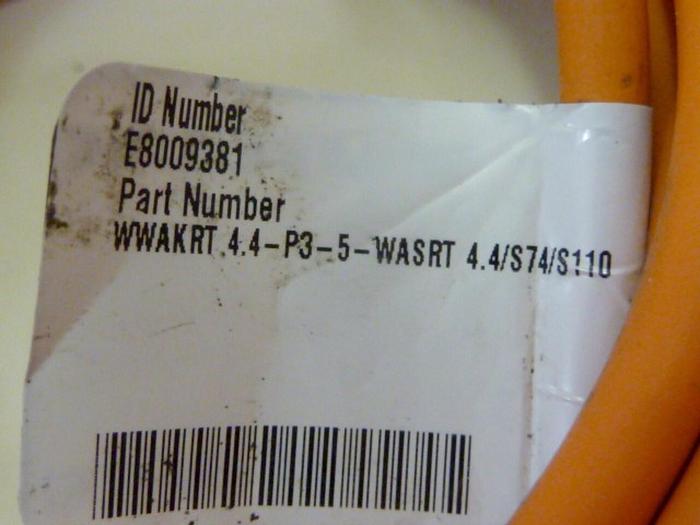 ID Number
E8009381
Part Number
WWAKRT 4.4-P3-5-WASRT 4.4/S74/S110